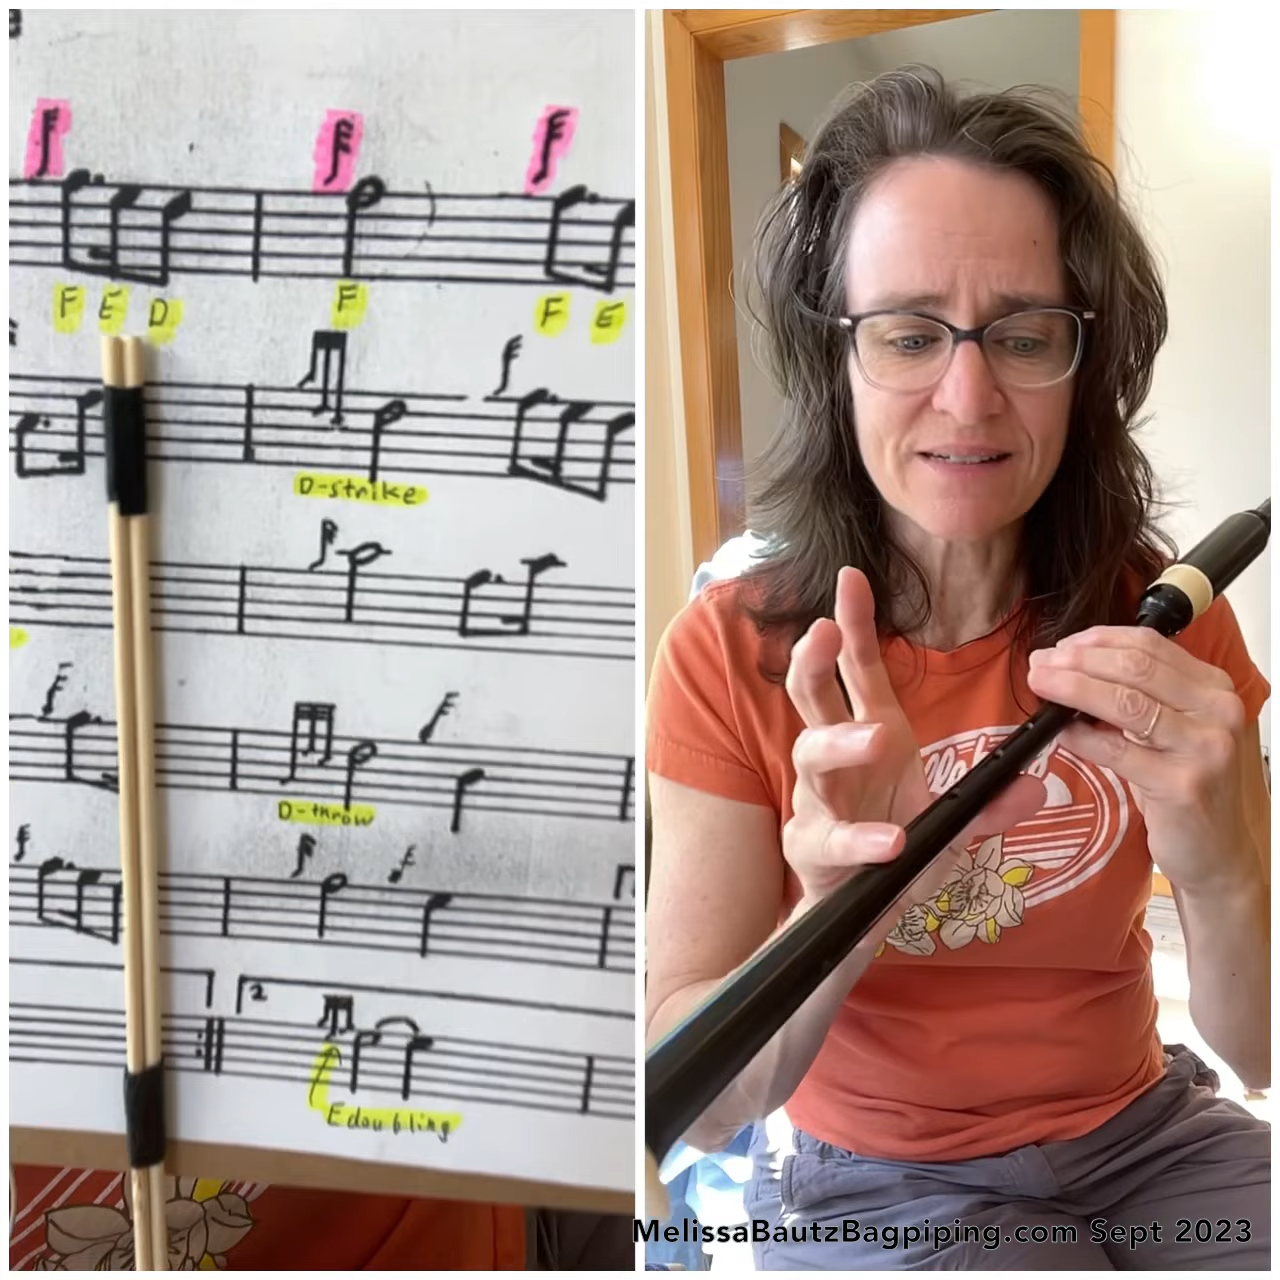 F E D F F E
D-strike
D-throw
2
E doubling
MelissaBautzBagpiping.com Sept 2023